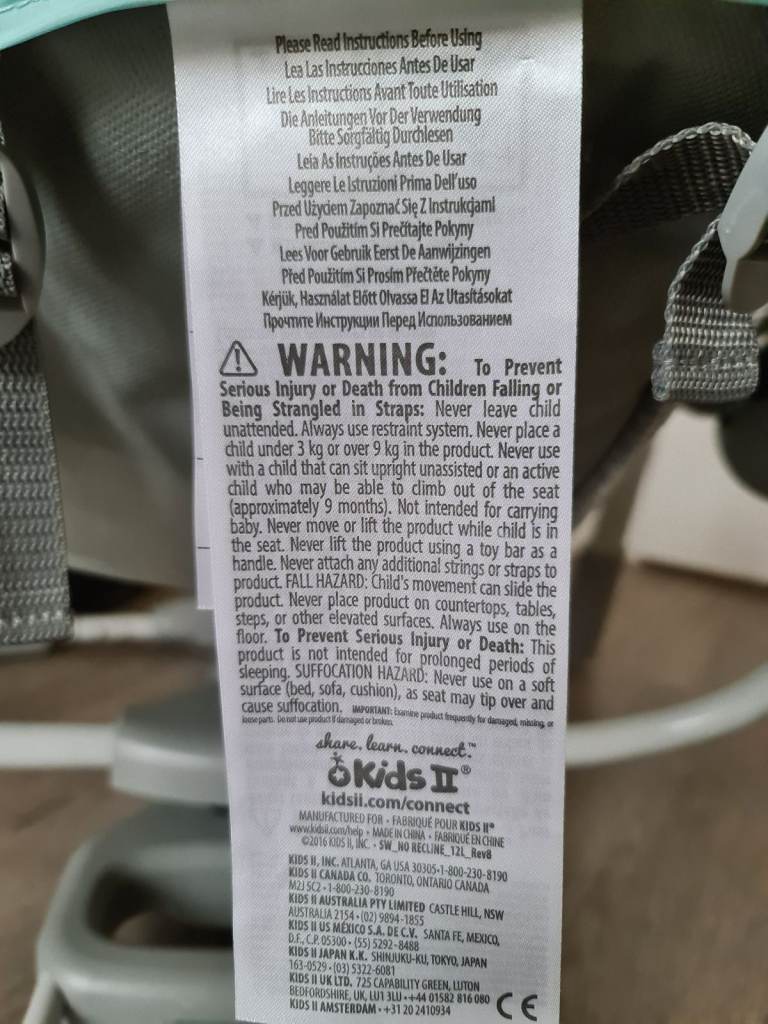 Please Read Instructions Before Using
Lea Las Instrucciones Antes De Usar
Lire Les Instructions Avant Toute Utilisation
Die Anleitungen Vor Der Verwendung
Bitte Sorgfältig Durchlesen
Leia As Instruções Antes De Usar
Leggere Le Istruzioni Prima Dell'uso
Przed Użyciem Zapoznać Się Z Instrukcjami
Pred Použitím Si Prečítajte Pokyny
Lees Voor Gebruik Eerst De Aanwijzingen
Před Použitím Si Prosím Přečtěte Pokyny
Kérjük, Használat Előtt Olvassa El Az Utasításokat
Прочтите Инструкции Перед Использованием
WARNING: To Prevent
Serious Injury or Death from Children Falling or
Being Strangled in Straps: Never leave child
unattended. Always use restraint system. Never place a
child under 3 kg or over 9 kg in the product. Never use
with a child that can sit upright unassisted or an active
child who may be able to climb out of the seat
(approximately 9 months). Not intended for carrying
baby. Never move or lift the product while child is in
the seat. Never lift the product using a toy bar as a
handle. Never attach any additional strings or straps to
product. FALL HAZARD: Child's movement can slide the
product. Never place product on countertops, tables,
steps, or other elevated surfaces. Always use on the
floor. To Prevent Serious Injury or Death: This
product is not intended for prolonged periods of
sleeping. SUFFOCATION HAZARD: Never use on a soft
surface (bed, sofa, cushion), as seat may tip over and
cause suffocation. IMPORTANT: Examine product frequently for damaged, missing, or
loose parts. Do not use product if damaged or broken.
share. learn. connect.™
Kids II®
kidsii.com/connect
MANUFACTURED FOR • FABRIQUÉ POUR KIDS II®
www.kidsii.com/help • MADE IN CHINA • FABRIQUÉ EN CHINE
©2016 KIDS II, INC. • SW_NO RECLINE_12L_Rev8
KIDS II, INC. ATLANTA, GA USA 30305•1-800-230-8190
KIDS II CANADA CO. TORONTO, ONTARIO CANADA
M2J 5C2 •1-800-230-8190
KIDS II AUSTRALIA PTY LIMITED CASTLE HILL, NSW
AUSTRALIA 2154 • (02) 9894-1855
KIDS II US MÉXICO S.A. DE C.V. SANTA FE, MEXICO,
D.F., C.P. 05300 • (55) 5292-8488
KIDS II JAPAN K.K. SHINJUKU-KU, TOKYO, JAPAN
163-0529 • (03) 5322-6081
KIDS II UK LTD. 725 CAPABILITY GREEN, LUTON
BEDFORDSHIRE, UK, LU1 3LU •+44 01582 816 080
KIDS II AMSTERDAM • +31 20 2410934
CE